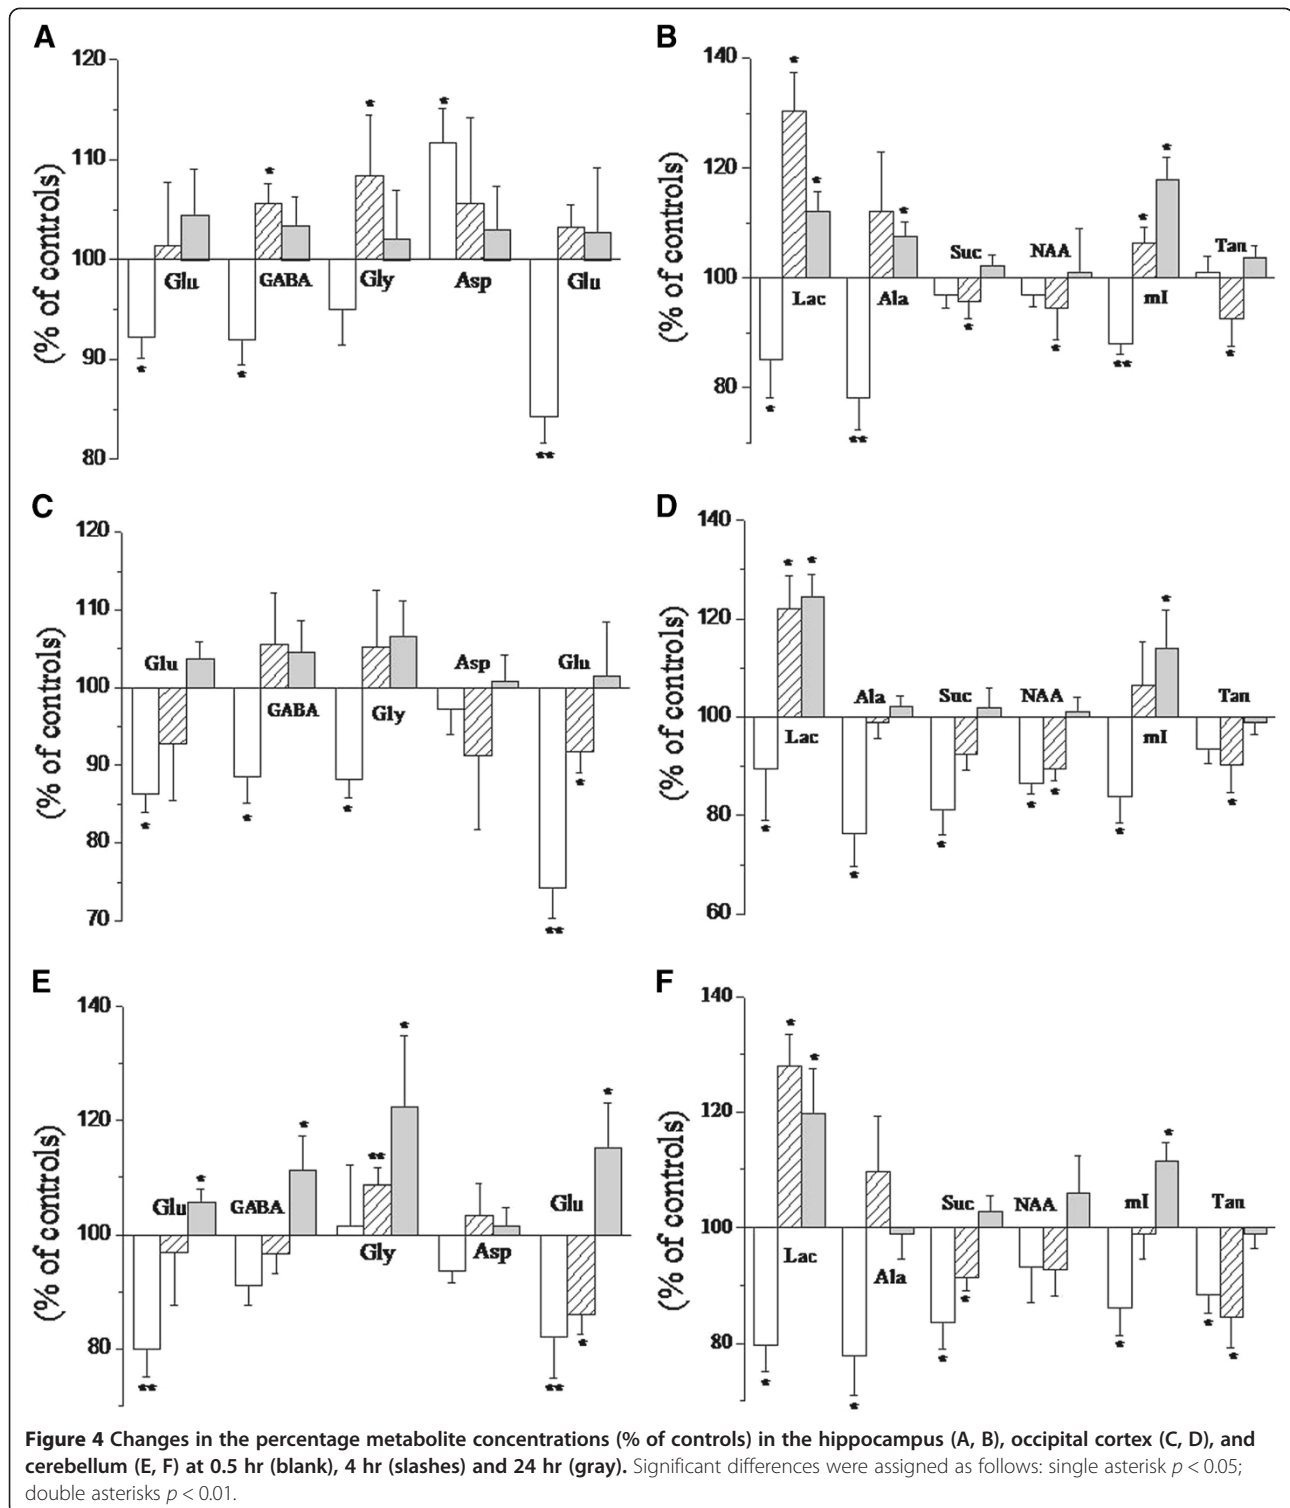 A
120
110
100
90
80
(% of controls)
*
*
*
*
*
**
Glu
GABA
Gly
Asp
Glu
B
140
120
100
80
(% of controls)
*
*
*
*
*
Suc
NAA
Tau
Lac
Ala
mI
*
*
**
*
**
*
C
120
110
100
90
80
70
(% of controls)
Glu
Asp
Glu
GABA
Gly
*
*
*
*
**
D
140
120
100
80
60
(% of controls)
*
*
*
Ala
Suc
NAA
Tan
Lac
mI
*
*
*
*
*
*
*
E
140
120
100
80
(% of controls)
*
*
*
**
*
Glu
GABA
Glu
Gly
Asp
*
**
**
F
140
120
100
80
(% of controls)
*
*
*
Suc
NAA
mI
Tan
Lac
Ala
*
*
*
*
*
*
*
Figure 4 Changes in the percentage metabolite concentrations (% of controls) in the hippocampus (A, B), occipital cortex (C, D), and
cerebellum (E, F) at 0.5 hr (blank), 4 hr (slashes) and 24 hr (gray). Significant differences were assigned as follows: single asterisk p < 0.05;
double asterisks p < 0.01.